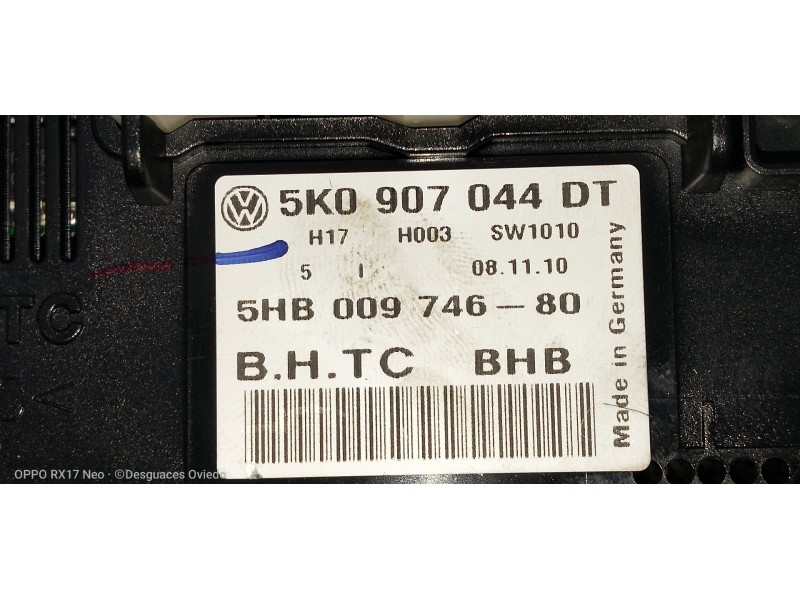 5K0 907 044 DT
H17 H003 SW1010
5 I 08.11.10
5HB 009 746-80
B.H.TC BHB
Made in Germany
TC
OPPO RX17 Neo · ©Desguaces Oviedo